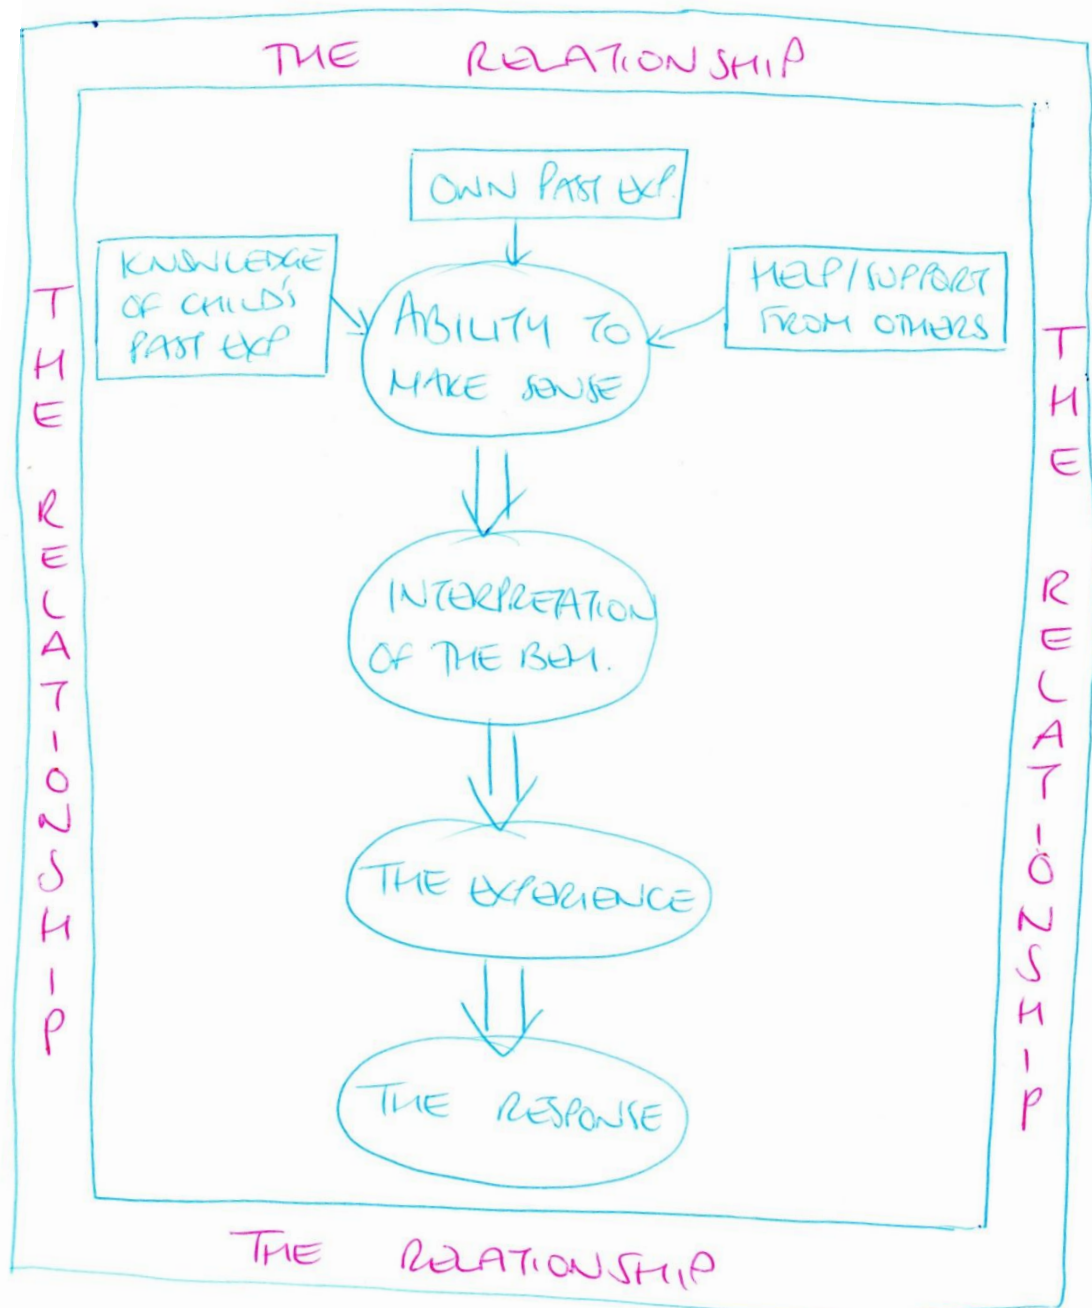 THE RELATIONSHIP
OWN PAST EXP.
KNOWLEDGE
OF CHILD'S
PAST EXP
ABILITY TO
MAKE SENSE
HELP/SUPPORT
FROM OTHERS
THE RELATIONSHIP
THE RELATIONSHIP
INTERPRETATION
OF THE BEH.
THE EXPERIENCE
THE RESPONSE
THE RELATIONSHIP